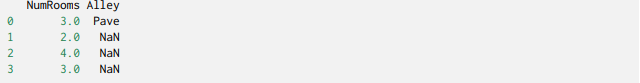 NumRooms Alley
0 3.0 Pave
1 2.0 NaN
2 4.0 NaN
3 3.0 NaN